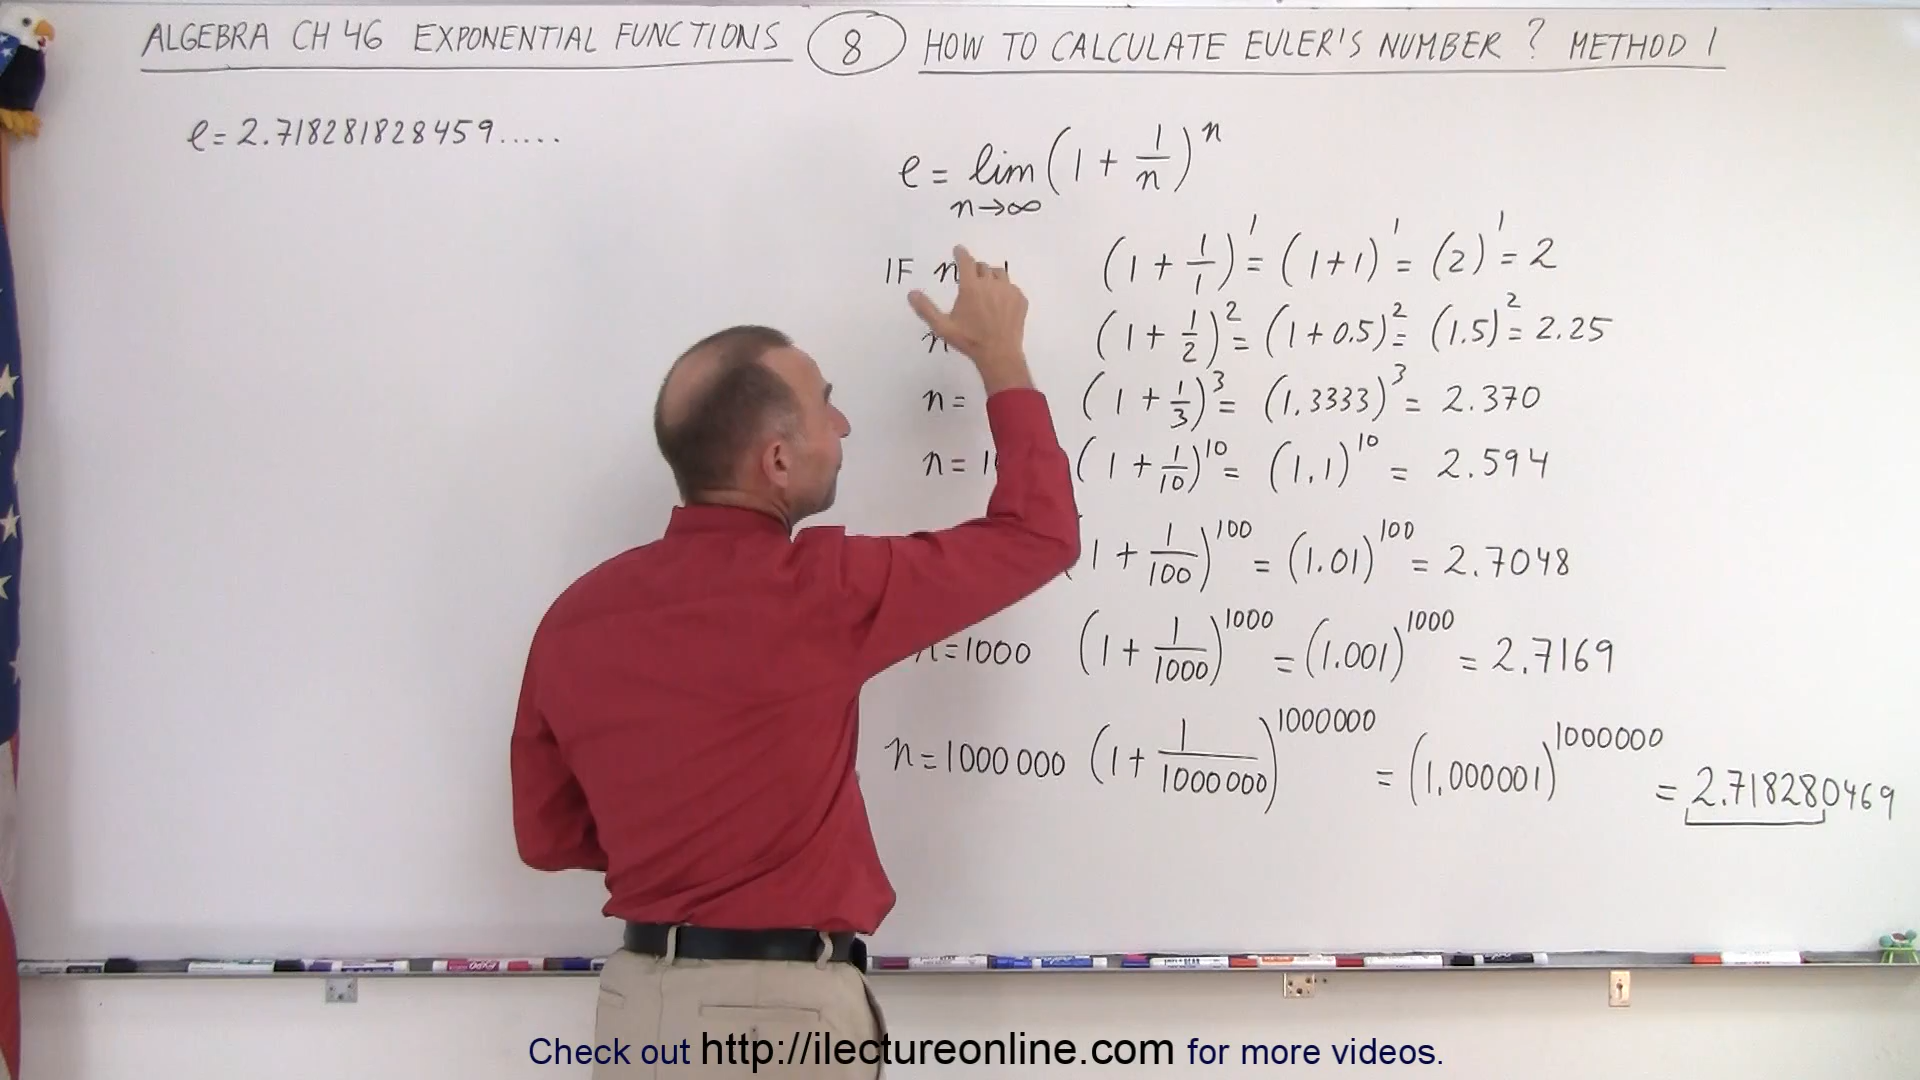 ALGEBRA CH 46 EXPONENTIAL FUNCTIONS 8 HOW TO CALCULATE EULER'S NUMBER ? METHOD 1
e = 2.718281828459.....
e = lim (1 + 1/n)^n
n→∞
IF n (1 + 1/1)^1 = (1+1)^1 = (2)^1 = 2
n (1 + 1/2)^2 = (1 + 0.5)^2 = (1.5)^2 = 2.25
n = (1 + 1/3)^3 = (1.3333)^3 = 2.370
n = 1 (1 + 1/10)^10 = (1.1)^10 = 2.594
1 + 1/100)^100 = (1.01)^100 = 2.7048
n = 1000 (1 + 1/1000)^1000 = (1.001)^1000 = 2.7169
n = 1000 000 (1 + 1/1000 000)^1000000 = (1.000001)^1000000 = 2.718280469
Check out http://ilectureonline.com for more videos.